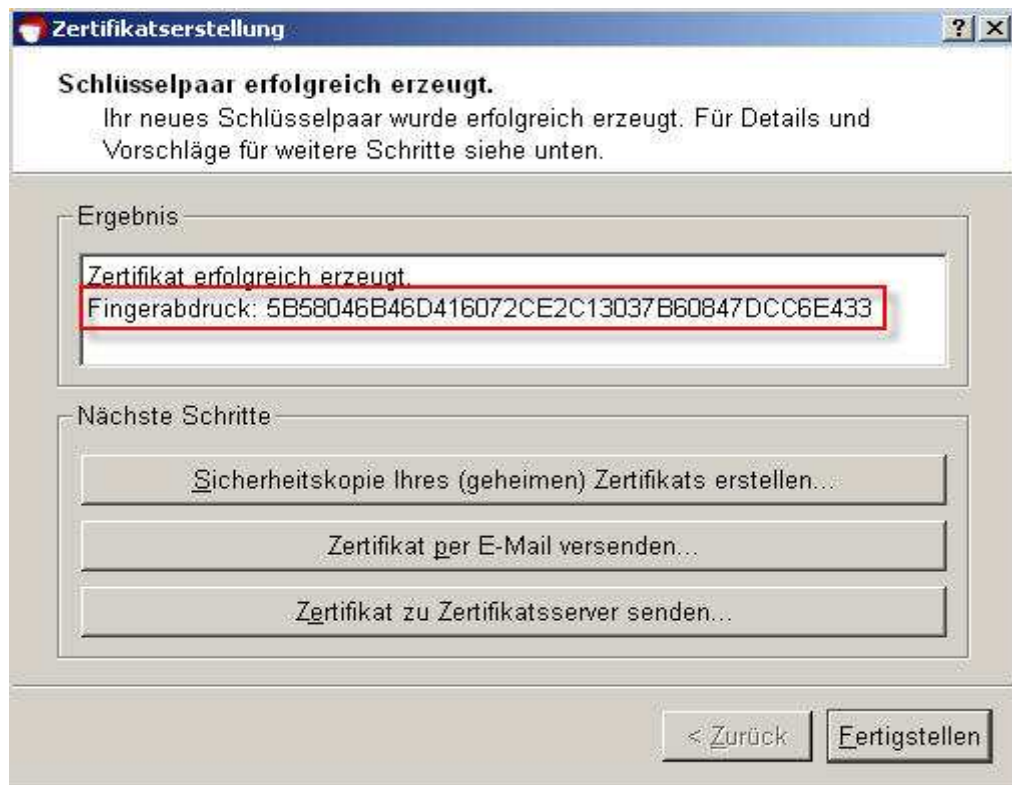 Zertifikatserstellung
Schlüsselpaar erfolgreich erzeugt.
Ihr neues Schlüsselpaar wurde erfolgreich erzeugt. Für Details und
Vorschläge für weitere Schritte siehe unten.
Ergebnis
Zertifikat erfolgreich erzeugt.
Fingerabdruck: 5B58046B46D416072CE2C13037B60847DCC6E433
Nächste Schritte
Sicherheitskopie Ihres (geheimen) Zertifikats erstellen...
Zertifikat per E-Mail versenden...
Zertifikat zu Zertifikatsserver senden...
< Zurück
Fertigstellen